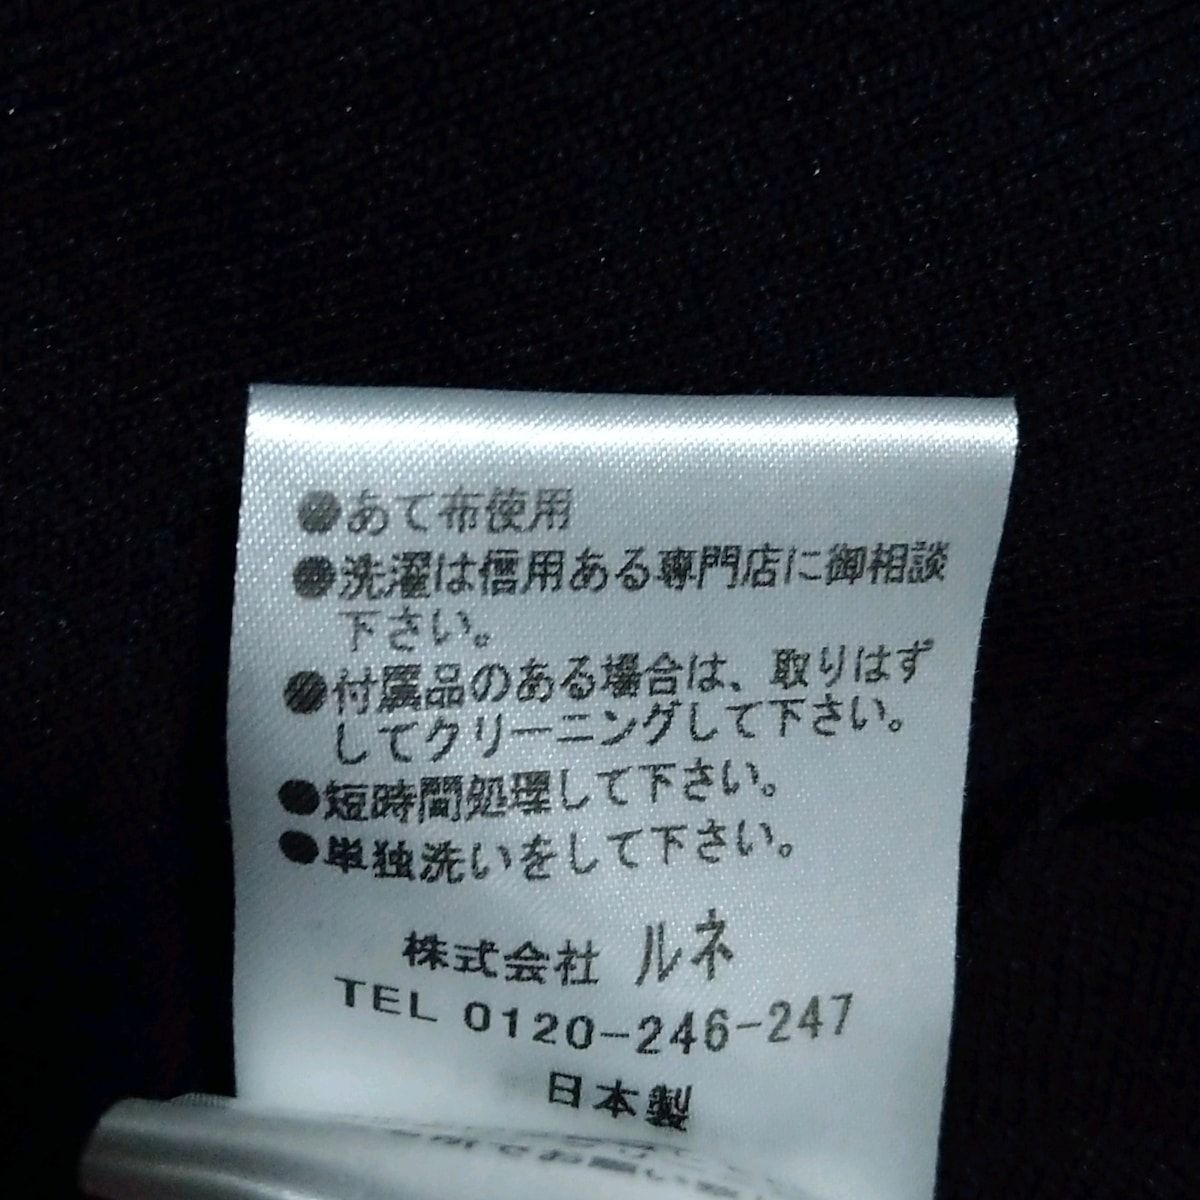 ●あて布使用
●洗濯は信用ある専門店に御相談
下さい。
●付属品のある場合は、取りはず
してクリーニングして下さい。
●短時間処理して下さい。
●単独洗いをして下さい。
株式会社 ルネ
TEL 0120-246-247
日本製